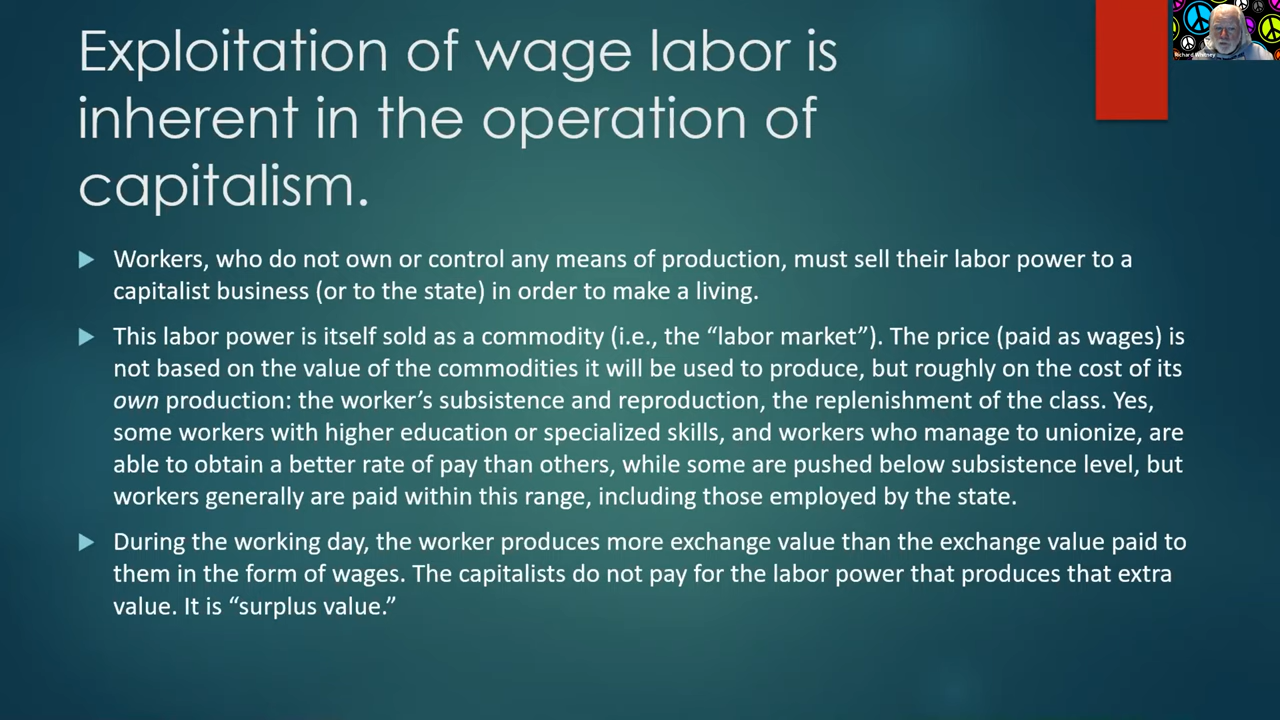 Exploitation of wage labor is
inherent in the operation of
capitalism.
Workers, who do not own or control any means of production, must sell their labor power to a
capitalist business (or to the state) in order to make a living.
This labor power is itself sold as a commodity (i.e., the “labor market”). The price (paid as wages) is
not based on the value of the commodities it will be used to produce, but roughly on the cost of its
own production: the worker’s subsistence and reproduction, the replenishment of the class. Yes,
some workers with higher education or specialized skills, and workers who manage to unionize, are
able to obtain a better rate of pay than others, while some are pushed below subsistence level, but
workers generally are paid within this range, including those employed by the state.
During the working day, the worker produces more exchange value than the exchange value paid to
them in the form of wages. The capitalists do not pay for the labor power that produces that extra
value. It is “surplus value.”
Richard Whitney